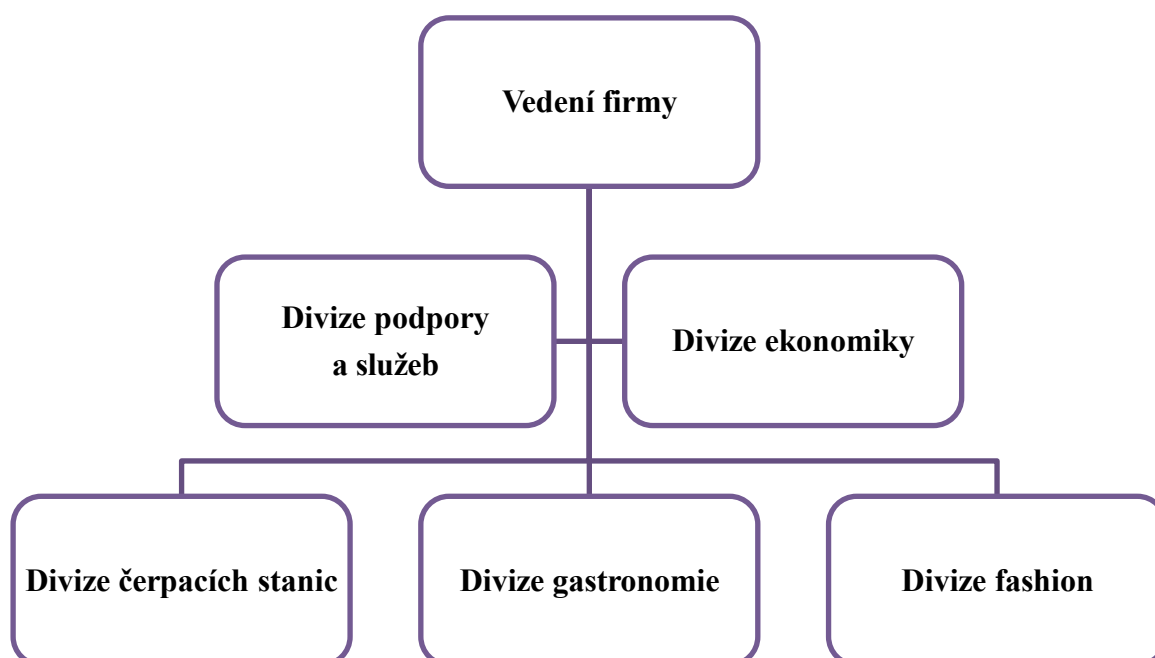 Vedení firmy
Divize podpory
a služeb
Divize ekonomiky
Divize čerpacích stanic
Divize gastronomie
Divize fashion